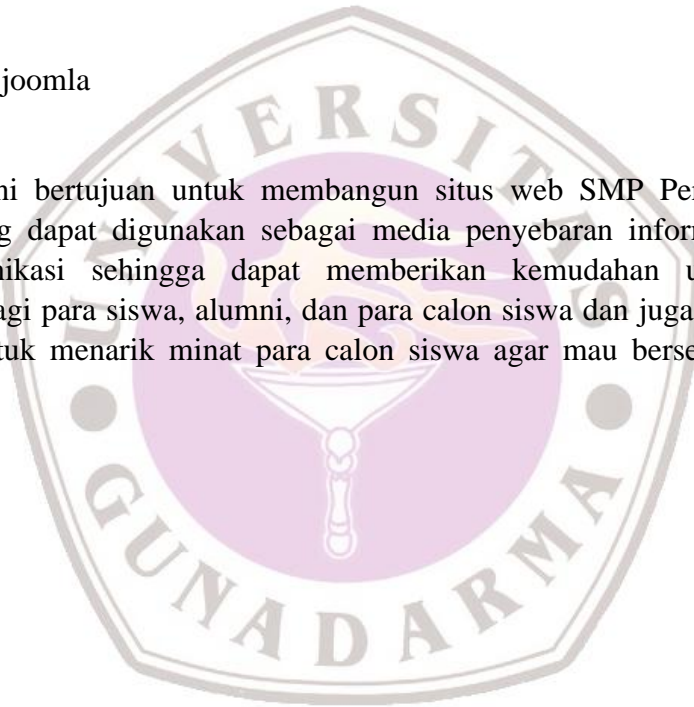 joomla
ni bertujuan untuk membangun situs web SMP Per
g dapat digunakan sebagai media penyebaran inform
nikasi sehingga dapat memberikan kemudahan u
agi para siswa, alumni, dan para calon siswa dan juga
tuk menarik minat para calon siswa agar mau berse
UNIVERSITAS
GUNADARMA